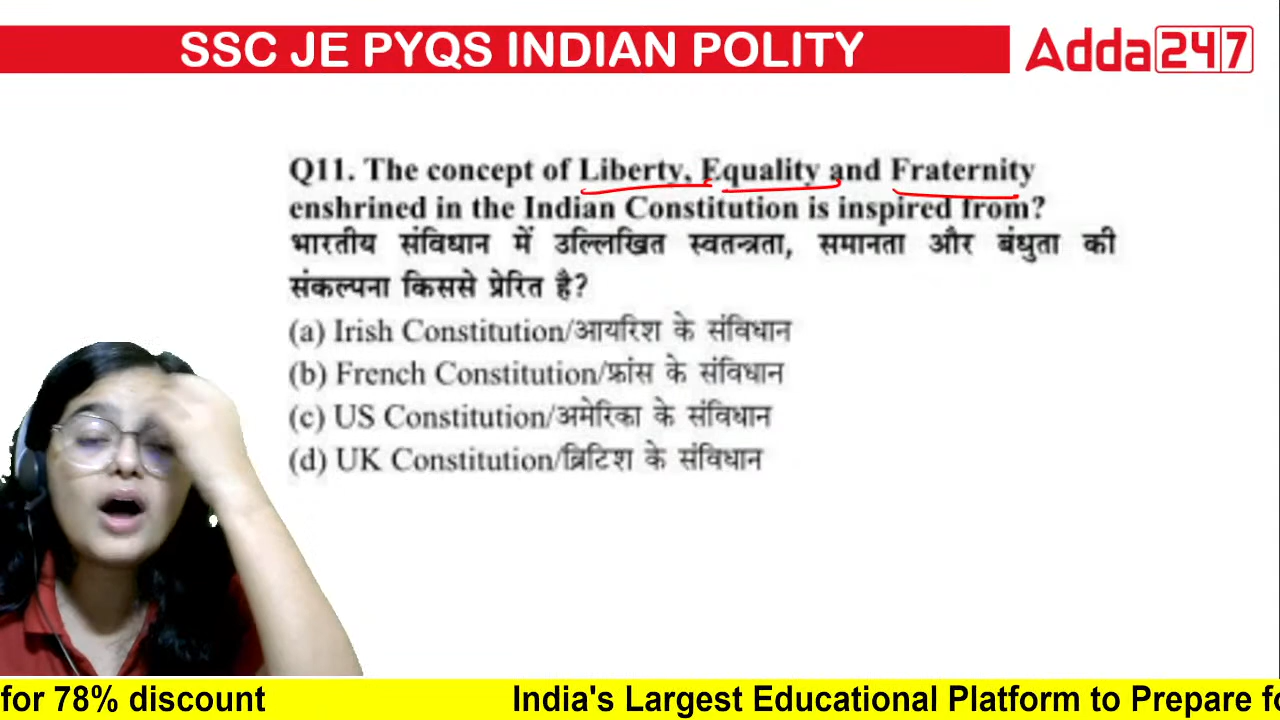 SSC JE PYQS INDIAN POLITY
Adda247
Q11. The concept of Liberty, Equality and Fraternity
enshrined in the Indian Constitution is inspired from?
भारतीय संविधान में उल्लिखित स्वतन्त्रता, समानता और बंधुता की
संकल्पना किससे प्रेरित है?
(a) Irish Constitution/आयरिश के संविधान
(b) French Constitution/फ्रांस के संविधान
(c) US Constitution/अमेरिका के संविधान
(d) UK Constitution/ब्रिटिश के संविधान
for 78% discount India's Largest Educational Platform to Prepare fo